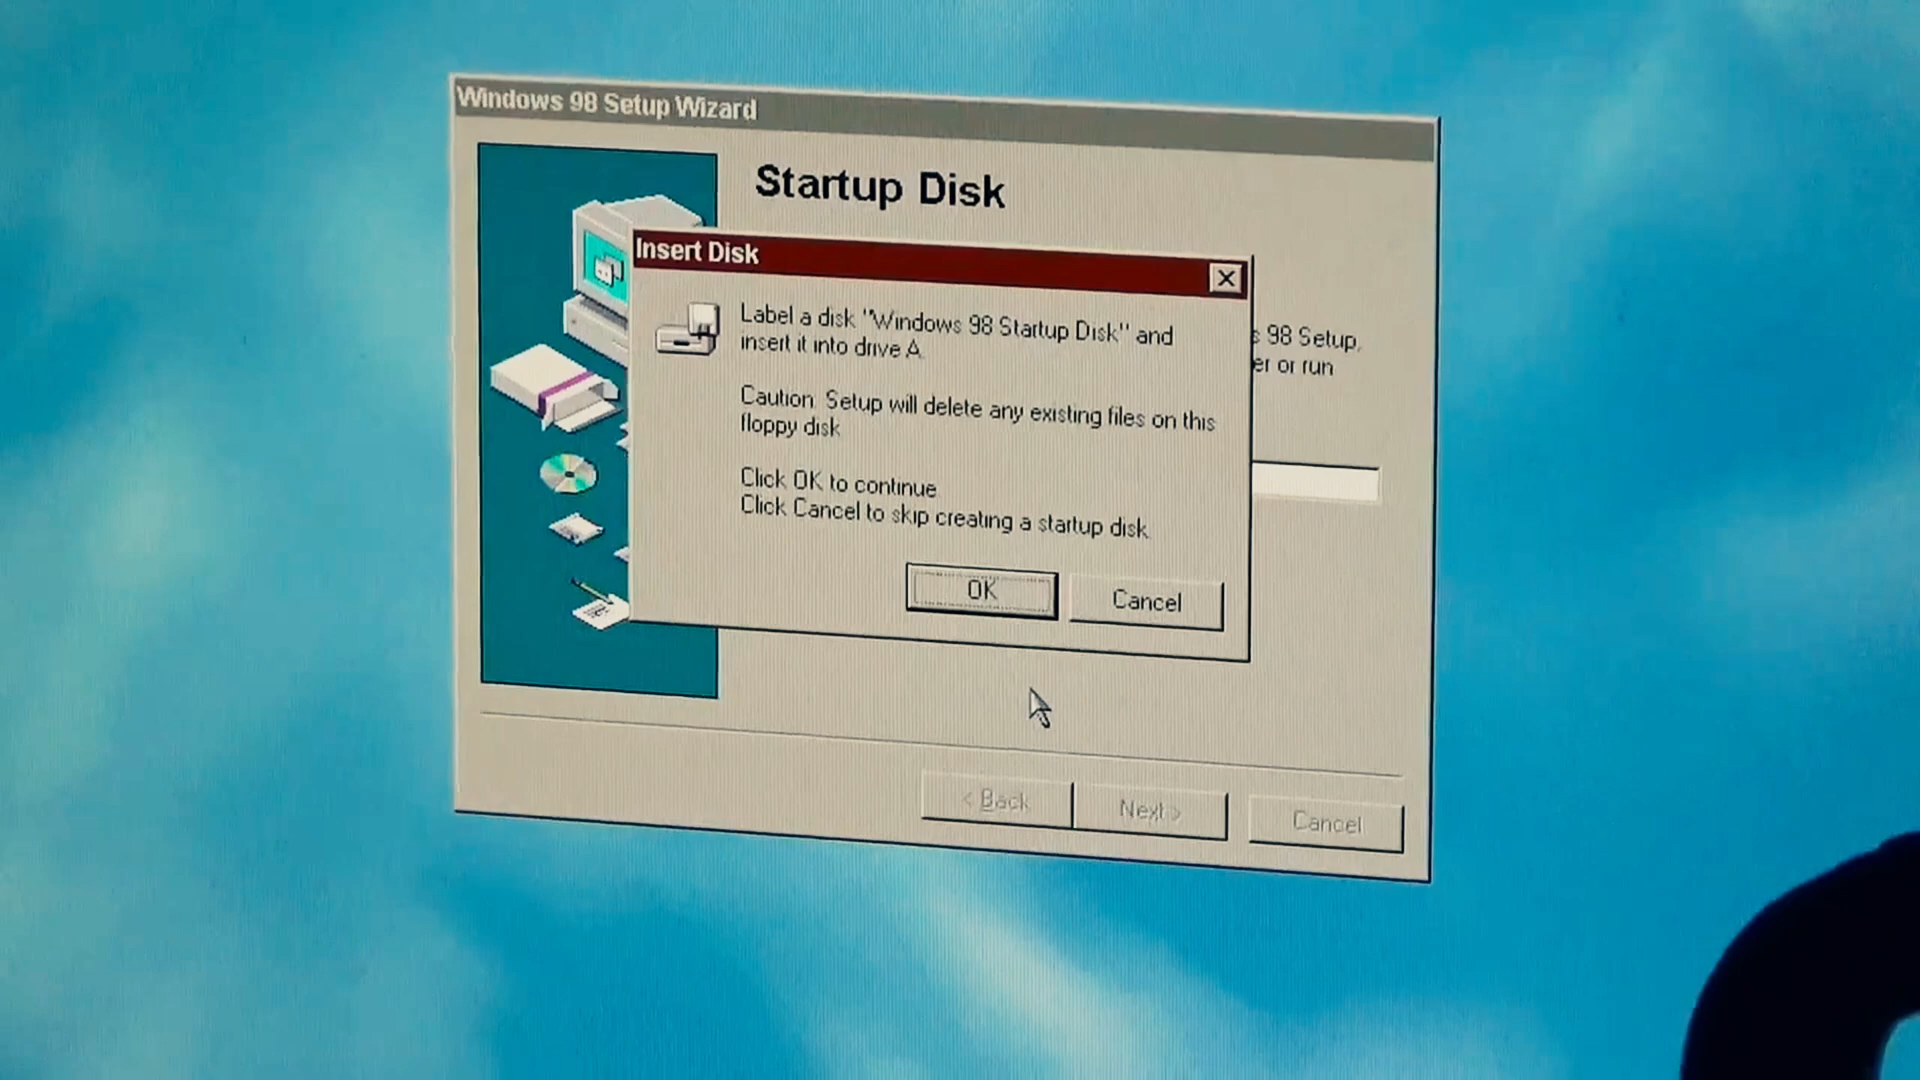 Windows 98 Setup Wizard
Startup Disk
Insert Disk
Label a disk "Windows 98 Startup Disk" and
insert it into drive A.
Caution: Setup will delete any existing files on this
floppy disk.
Click OK to continue.
Click Cancel to skip creating a startup disk.
OK
Cancel
s 98 Setup,
er or run
< Back
Next >
Cancel